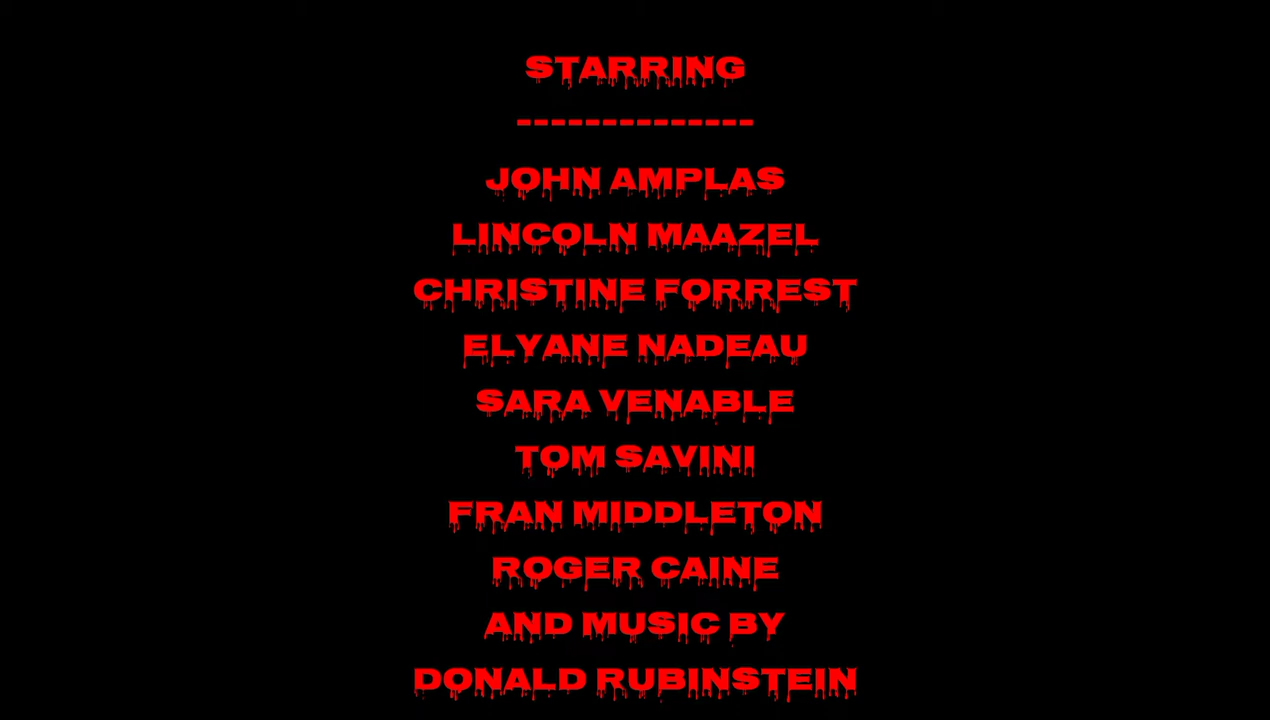 STARRING
--------------
JOHN AMPLAS
LINCOLN MAAZEL
CHRISTINE FORREST
ELYANE NADEAU
SARA VENABLE
TOM SAVINI
FRAN MIDDLETON
ROGER CAINE
AND MUSIC BY
DONALD RUBINSTEIN